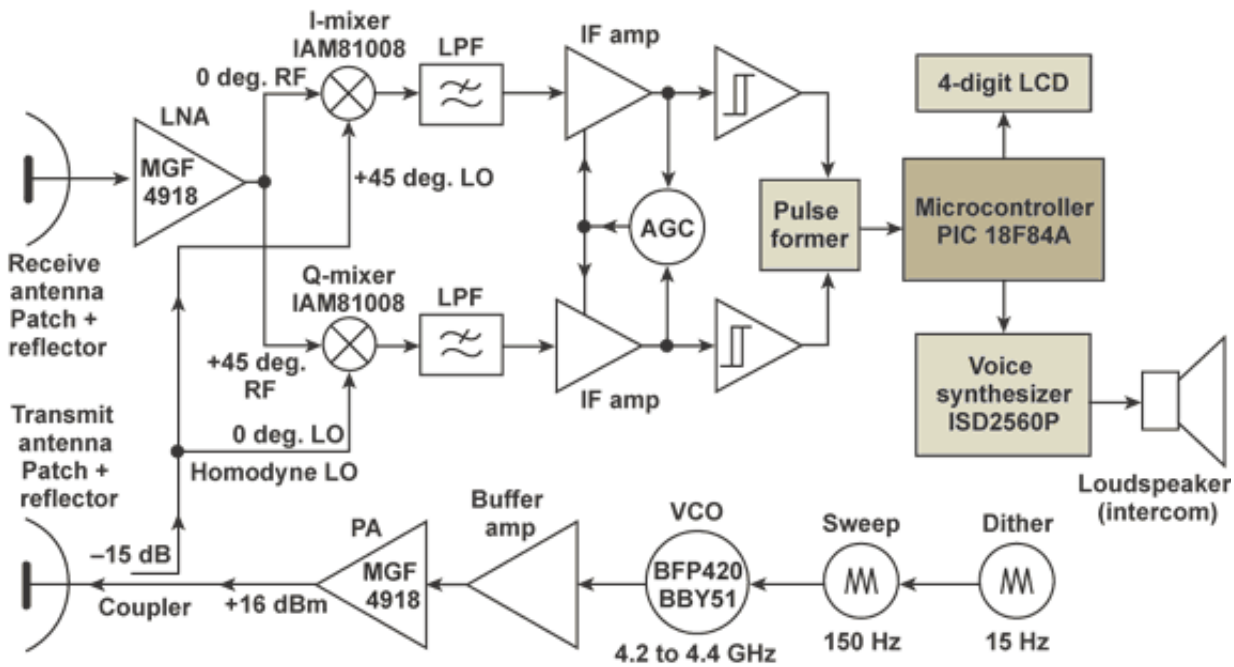 I-mixer
IAM81008
LPF
IF amp
0 deg. RF
4-digit LCD
LNA
MGF
4918
+45 deg. LO
AGC
Pulse
former
Microcontroller
PIC 18F84A
Receive
antenna
Patch +
reflector
Q-mixer
IAM81008
LPF
+45 deg.
RF
IF amp
Voice
synthesizer
ISD2560P
Transmit
antenna
Patch +
reflector
0 deg. LO
Homodyne LO
Loudspeaker
(intercom)
–15 dB
Coupler
+16 dBm
PA
MGF
4918
Buffer
amp
VCO
BFP420
BBY51
4.2 to 4.4 GHz
Sweep
150 Hz
Dither
15 Hz